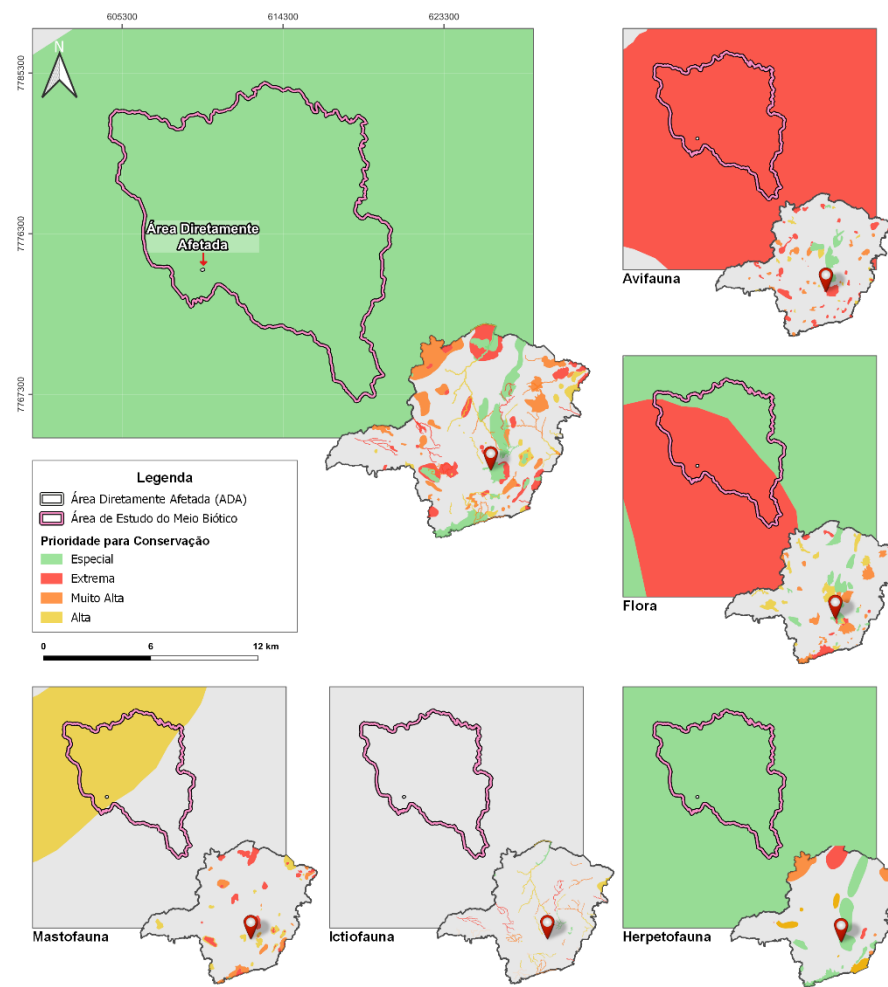 605300 614300 623300
N
7785300
7776300
7767300
Área Diretamente
Afetada
Avifauna
Legenda
Área Diretamente Afetada (ADA)
Área de Estudo do Meio Biótico
Prioridade para Conservação
Especial
Extrema
Muito Alta
Alta
0 6 12 km
Flora
Mastofauna
Ictiofauna
Herpetofauna